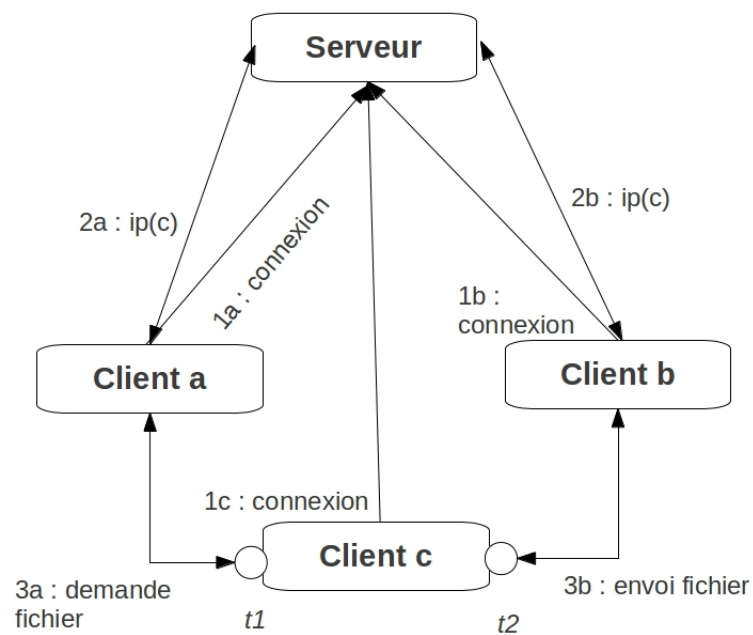 Serveur
2a : ip(c)
1a : connexion
2b : ip(c)
1b :
connexion
Client a
Client b
1c : connexion
Client c
3a : demande
fichier
t1
t2
3b : envoi fichier